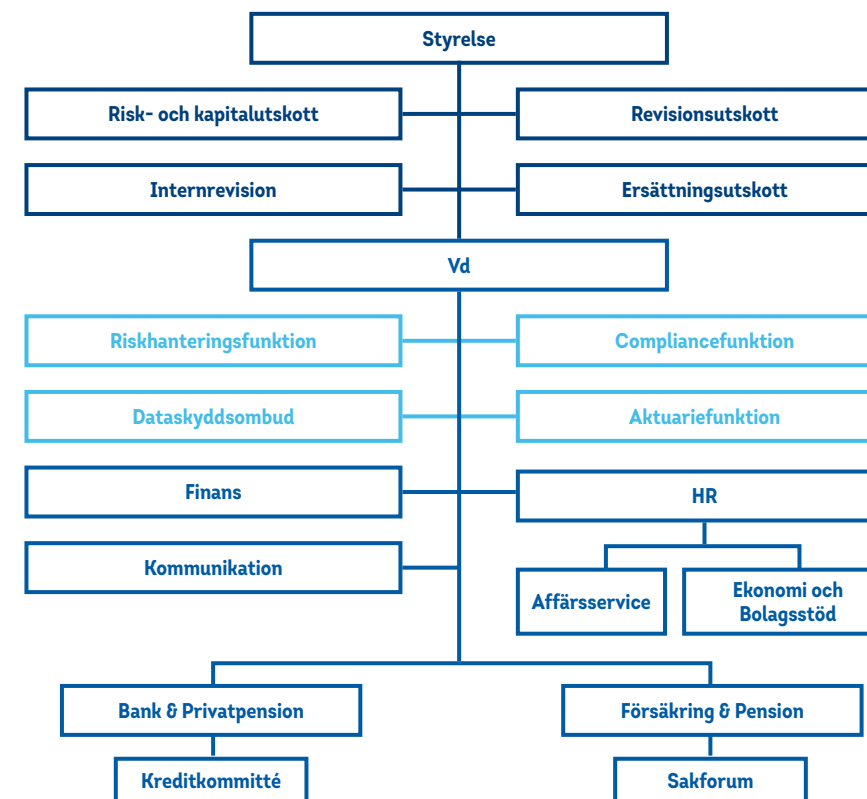 Styrelse
Risk- och kapitalutskott
Revisionsutskott
Internrevision
Ersättningsutskott
Vd
Riskhanteringsfunktion
Compliancefunktion
Dataskyddsombud
Aktuariefunktion
Finans
HR
Kommunikation
Affärsservice
Ekonomi och
Bolagsstöd
Bank & Privatpension
Försäkring & Pension
Kreditkommitté
Sakforum